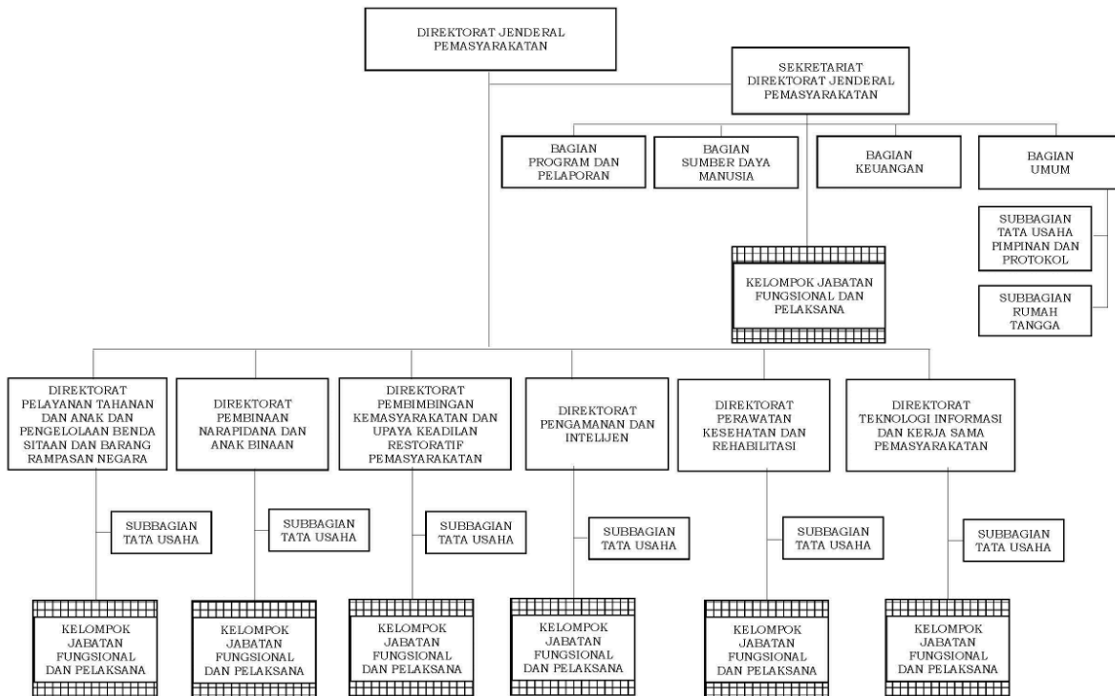 DIREKTORAT JENDERAL
PEMASYARAKATAN
SEKRETARIAT
DIREKTORAT JENDERAL
PEMASYARAKATAN
BAGIAN
PROGRAM DAN
PELAPORAN
BAGIAN
SUMBER DAYA
MANUSIA
BAGIAN
KEUANGAN
BAGIAN
UMUM
SUBBAGIAN
TATA USAHA
PIMPINAN DAN
PROTOKOL
SUBBAGIAN
RUMAH
TANGGA
KELOMPOK JABATAN
FUNGSIONAL DAN
PELAKSANA
DIREKTORAT
PELAYANAN TAHANAN
DAN ANAK DAN
PENGELOLAAN BENDA
SITAAN DAN BARANG
RAMPASAN NEGARA
DIREKTORAT
PEMBINAAN
NARAPIDANA DAN
ANAK BINAAN
DIREKTORAT
PEMBIMBINGAN
KEMASYARAKATAN DAN
UPAYA KEADILAN
RESTORATIF
PEMASYARAKATAN
DIREKTORAT
PENGAMANAN DAN
INTELIJEN
DIREKTORAT
PERAWATAN
KESEHATAN DAN
REHABILITASI
DIREKTORAT
TEKNOLOGI INFORMASI
DAN KERJA SAMA
PEMASYARAKATAN
SUBBAGIAN
TATA USAHA
SUBBAGIAN
TATA USAHA
SUBBAGIAN
TATA USAHA
SUBBAGIAN
TATA USAHA
SUBBAGIAN
TATA USAHA
SUBBAGIAN
TATA USAHA
KELOMPOK
JABATAN
FUNGSIONAL
DAN PELAKSANA
KELOMPOK
JABATAN
FUNGSIONAL
DAN PELAKSANA
KELOMPOK
JABATAN
FUNGSIONAL
DAN PELAKSANA
KELOMPOK
JABATAN
FUNGSIONAL
DAN PELAKSANA
KELOMPOK
JABATAN
FUNGSIONAL
DAN PELAKSANA
KELOMPOK
JABATAN
FUNGSIONAL
DAN PELAKSANA